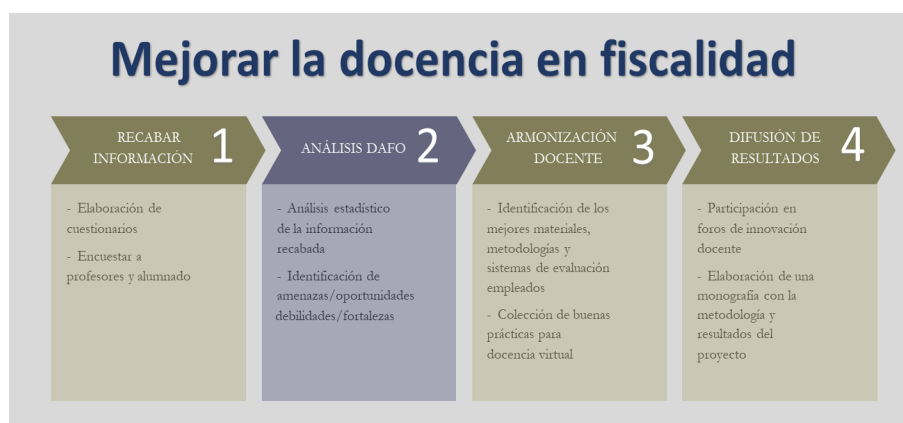 Mejorar la docencia en fiscalidad
RECABAR
INFORMACIÓN
1
- Elaboración de
cuestionarios
- Encuestar a
profesores y alumnado
ANÁLISIS DAFO
2
- Análisis estadístico
de la información
recabada
- Identificación de
amenazas/oportunidades
debilidades/fortalezas
ARMONIZACIÓN
DOCENTE
3
- Identificación de los
mejores materiales,
metodologías y
sistemas de evaluación
empleados
- Colección de buenas
prácticas para
docencia virtual
DIFUSIÓN DE
RESULTADOS
4
- Participación en
foros de innovación
docente
- Elaboración de una
monografía con la
metodología y
resultados del
proyecto